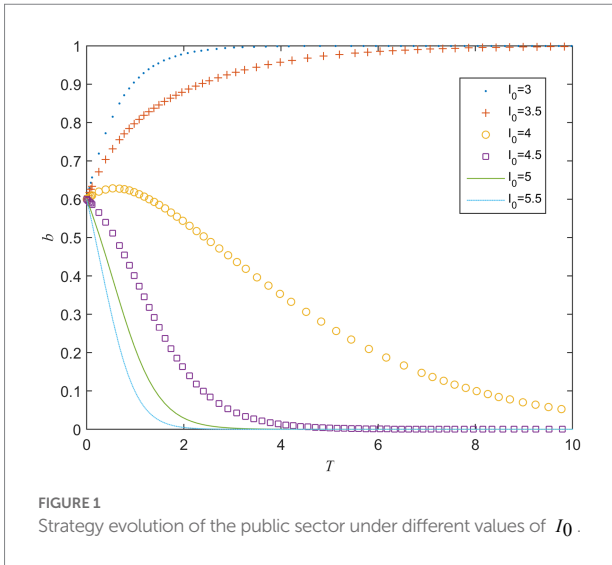 1
0.9
0.8
0.7
0.6
0.5
0.4
0.3
0.2
0.1
0
b
I0=3
I0=3.5
I0=4
I0=4.5
I0=5
I0=5.5
0 2 4 6 8 10
T
FIGURE 1
Strategy evolution of the public sector under different values of I0.